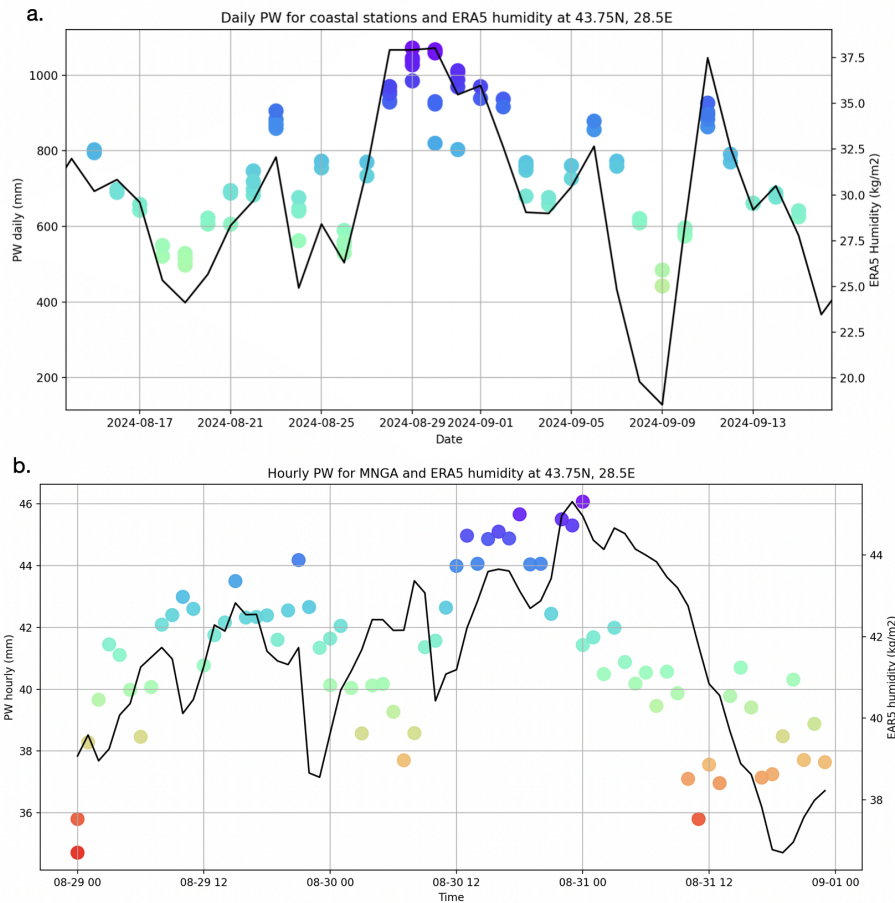 a.
Daily PW for coastal stations and ERA5 humidity at 43.75N, 28.5E
PW daily (mm)
1000
800
600
400
200
37.5
35.0
32.5
30.0
27.5
25.0
22.5
20.0
ERA5 Humidity (kg/m2)
2024-08-17 2024-08-21 2024-08-25 2024-08-29 2024-09-01 2024-09-05 2024-09-09 2024-09-13
Date
b.
Hourly PW for MNGA and ERA5 humidity at 43.75N, 28.5E
PW hourly (mm)
46
44
42
40
38
36
44
42
40
38
EAR5 humidity (kg/m2)
08-29 00 08-29 12 08-30 00 08-30 12 08-31 00 08-31 12 09-01 00
Time